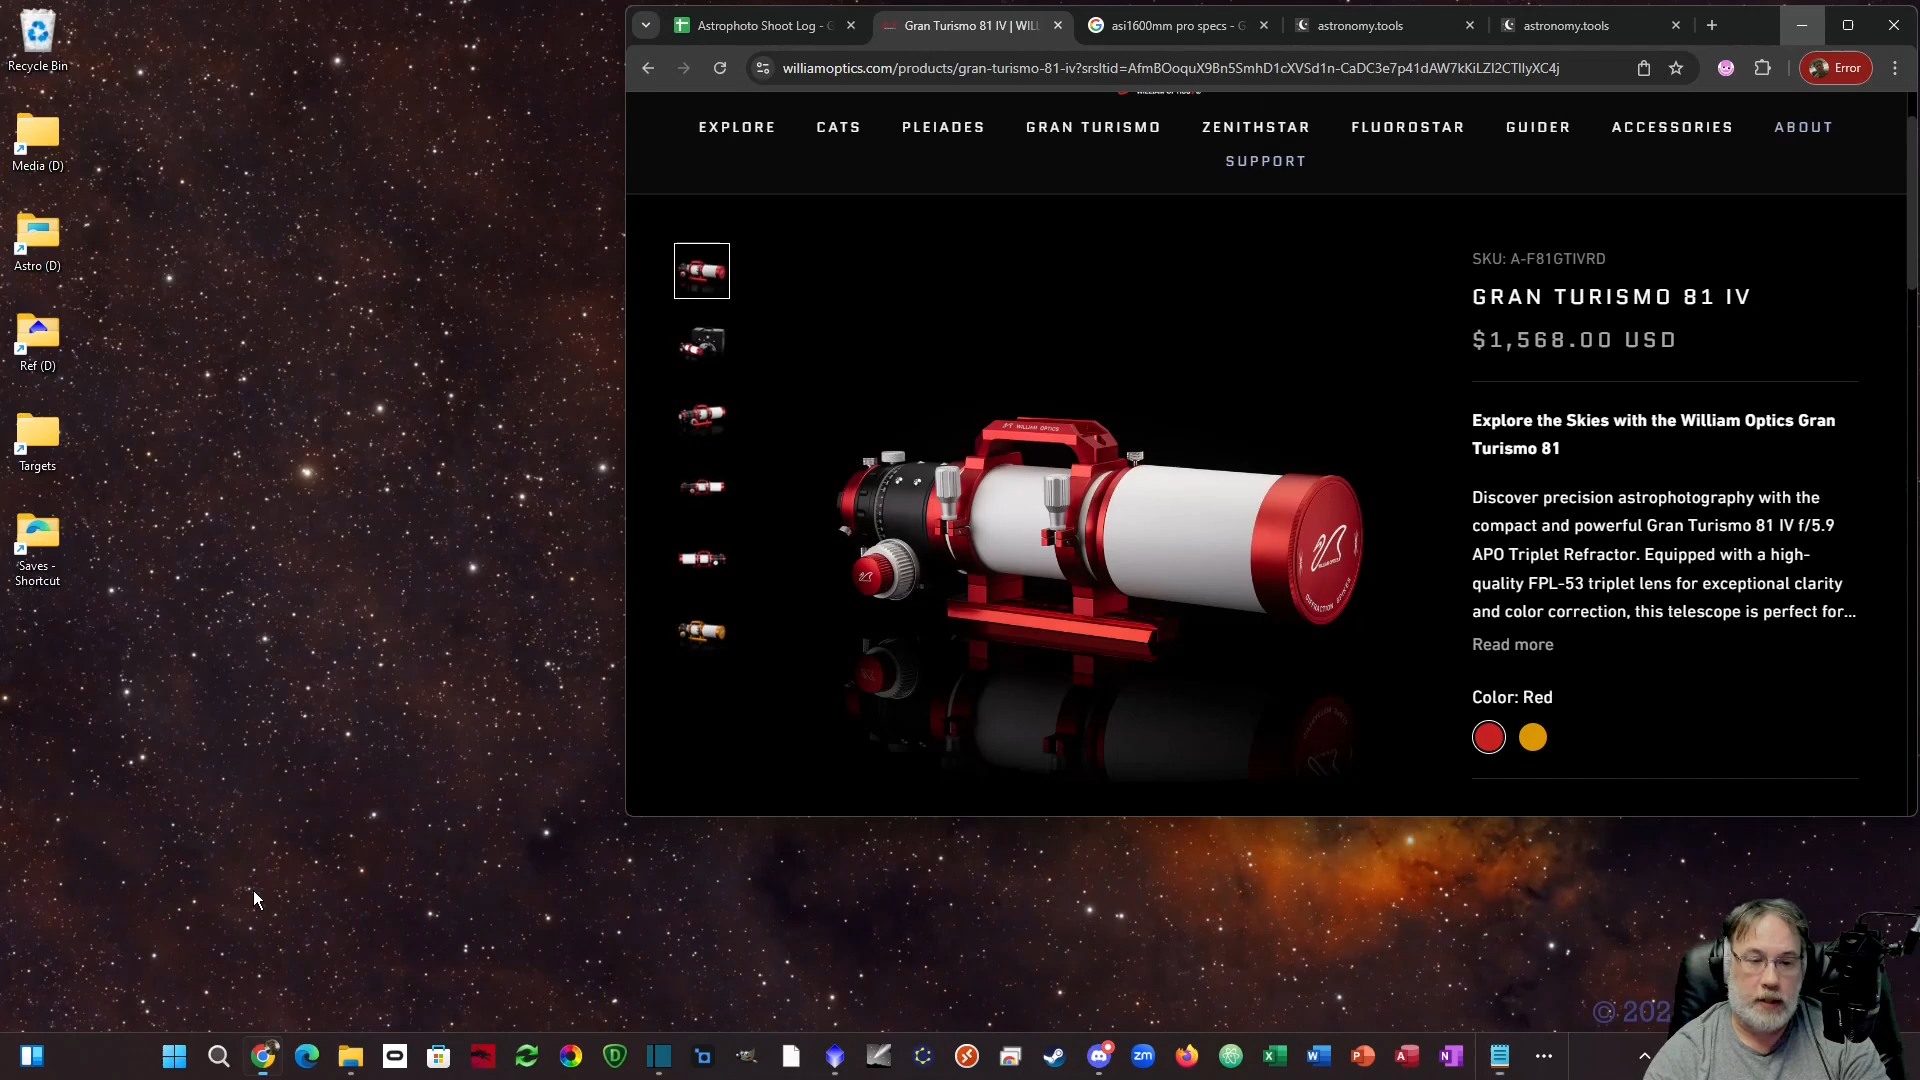 Recycle Bin
Media (D)
Astro (D)
Ref (D)
Targets
Saves -
Shortcut
Astrophoto Shoot Log - G
Gran Turismo 81 IV | WILL
asi1600mm pro specs - G
astronomy.tools
astronomy.tools
williamoptics.com/products/gran-turismo-81-iv?srsltid=AfmBOoquX9Bn5SmhD1cXVSd1n-CaDC3e7p41dAW7kKiLZI2CTllyXC4j
Error
EXPLORE CATS PLEIADES GRAN TURISMO ZENITHSTAR FLUOROSTAR GUIDER ACCESSORIES ABOUT
SUPPORT
SKU: A-F81GTIVRD
GRAN TURISMO 81 IV
$1,568.00 USD
Explore the Skies with the William Optics Gran
Turismo 81
Discover precision astrophotography with the
compact and powerful Gran Turismo 81 IV f/5.9
APO Triplet Refractor. Equipped with a high-
quality FPL-53 triplet lens for exceptional clarity
and color correction, this telescope is perfect for...
Read more
Color: Red
WILLIAM OPTICS
© 202
zm